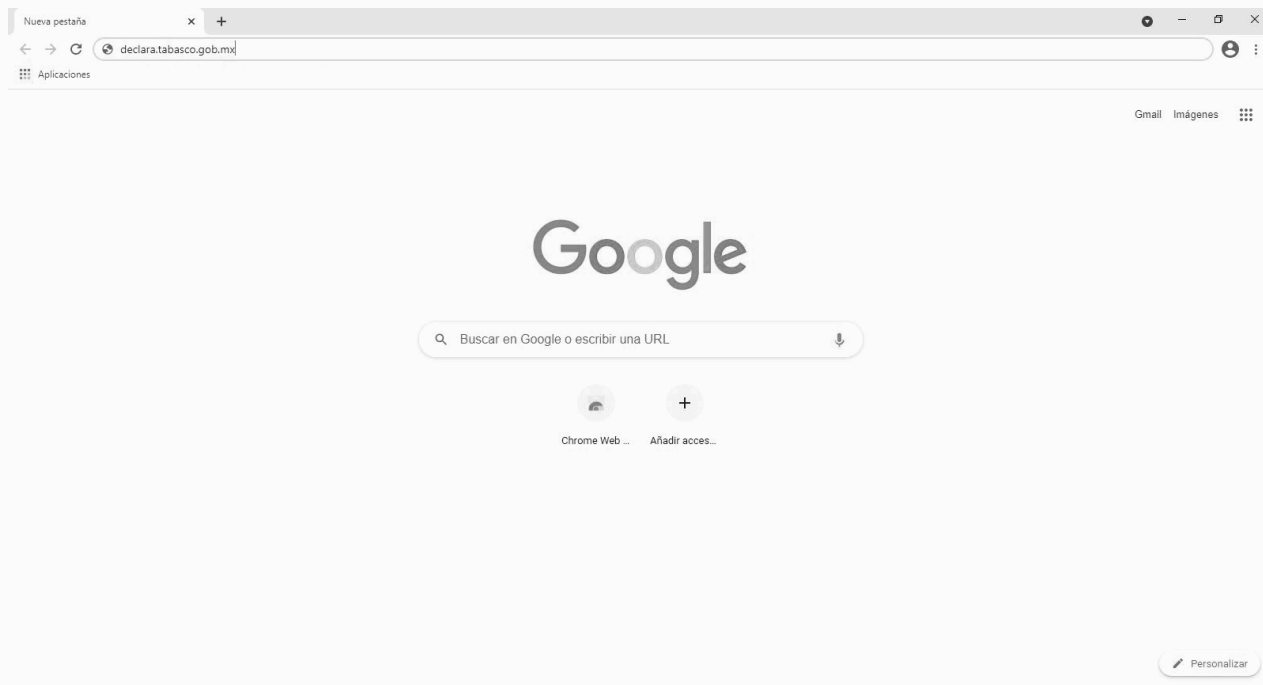 Nueva pestaña
declara.tabasco.gob.mx
Aplicaciones
Gmail Imágenes
Google
Buscar en Google o escribir una URL
Chrome Web ... Añadir acces...
Personalizar